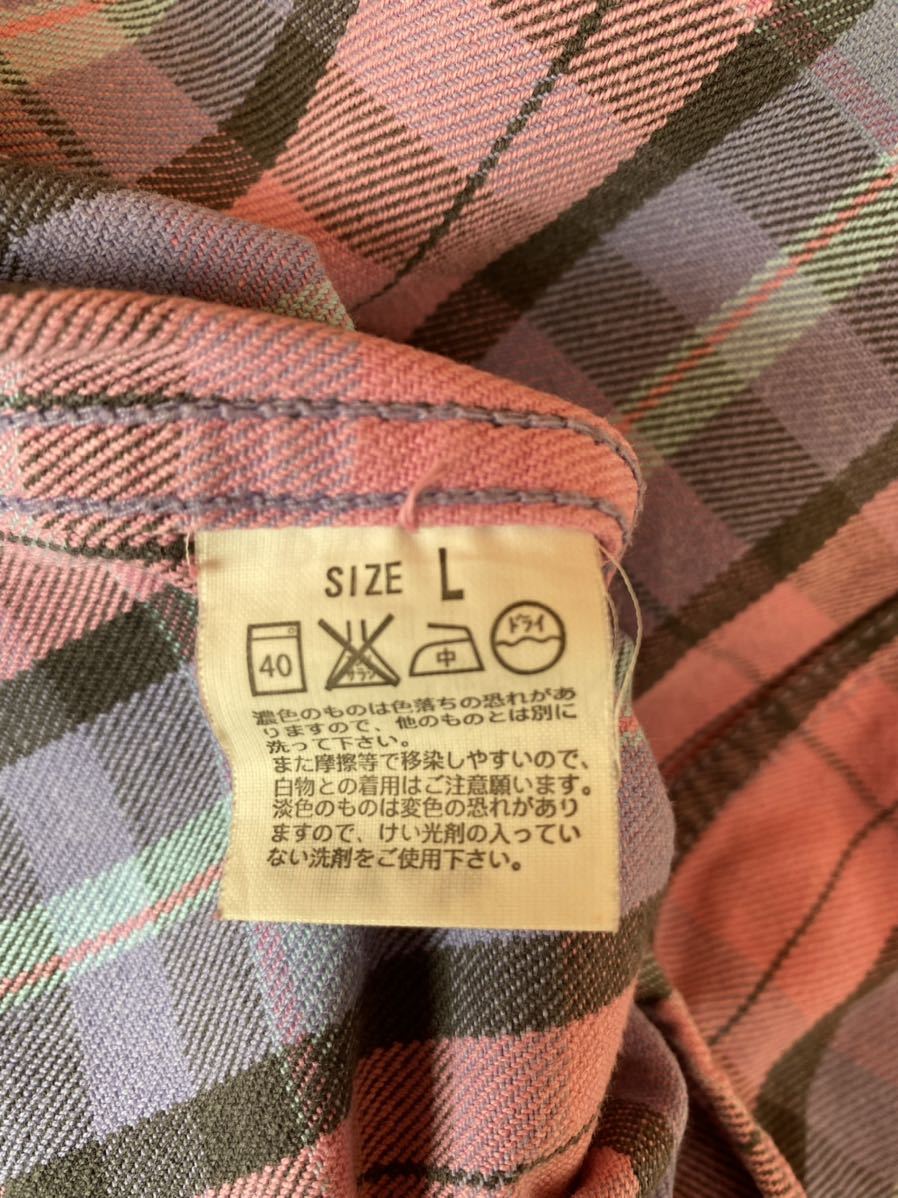 SIZE L
40 中 ドライ
濃色のものは色落ちの恐れがあ
りますので、他のものとは別に
洗って下さい。
また摩擦等で移染しやすいので、
白物との着用はご注意願います。
淡色のものは変色の恐れがあり
ますので、けい光剤の入ってい
ない洗剤をご使用下さい。